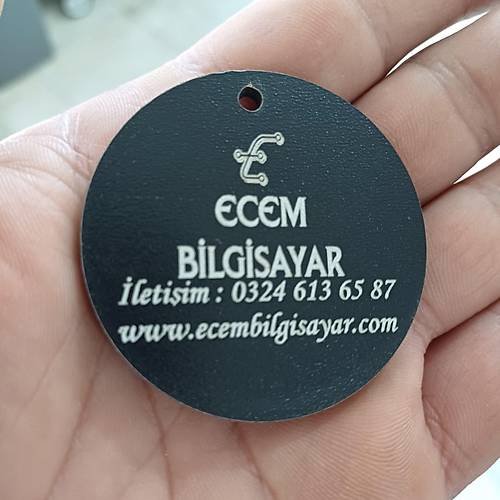 ECEM
BİLGİSAYAR
İletişim : 0324 613 65 87
www.ecembilgisayar.com